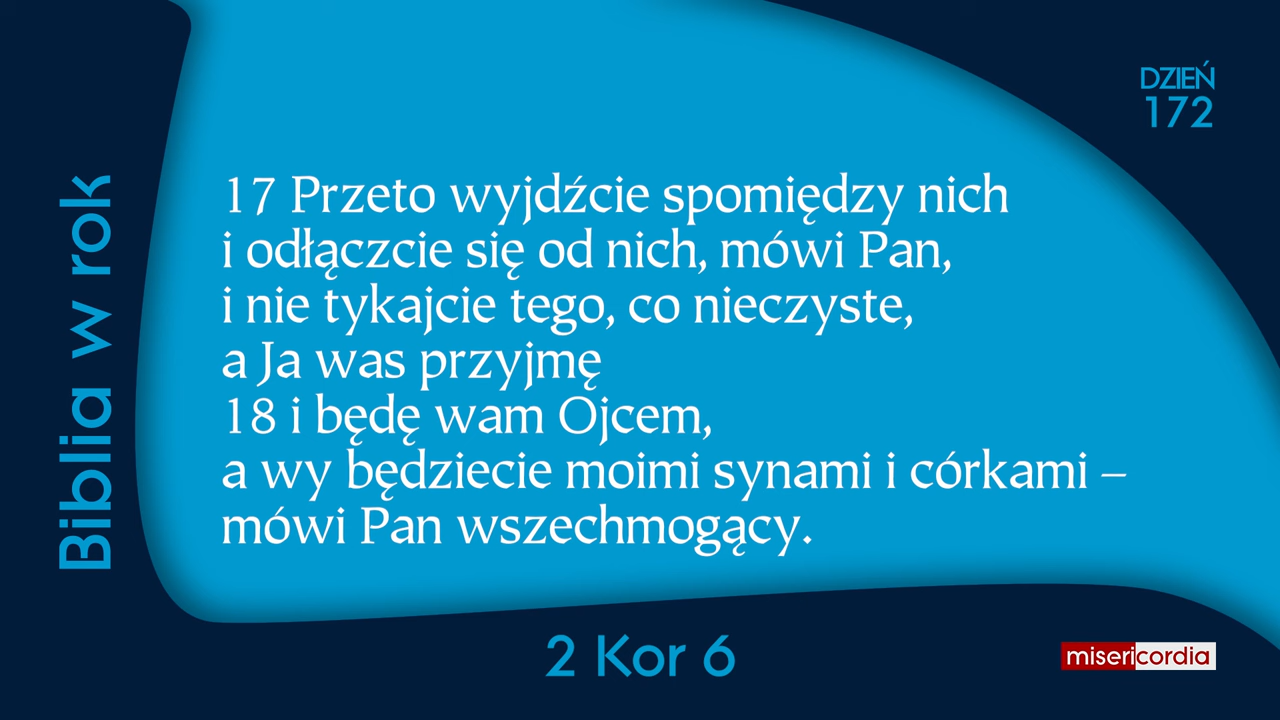 DZIEŃ
172
Biblia w rok
17 Przeto wyjdźcie spomiędzy nich
i odłączcie się od nich, mówi Pan,
i nie tykajcie tego, co nieczyste,
a Ja was przyjmę
18 i będę wam Ojcem,
a wy będziecie moimi synami i córkami –
mówi Pan wszechmogący.
2 Kor 6
misericordia